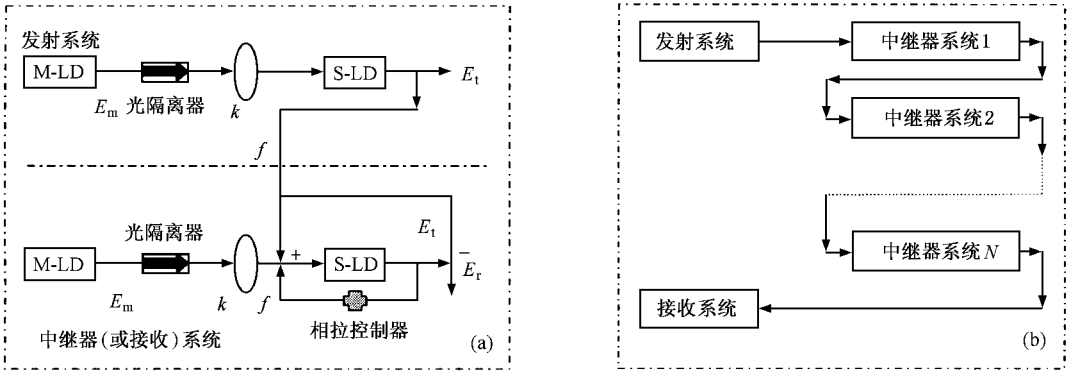 发射系统
M-LD
E_m
光隔离器
k
S-LD
E_t
f
光隔离器
M-LD
E_m
k
f
+
S-LD
E_t
− E_r
相拉控制器
中继器(或接收)系统
(a)
发射系统
中继器系统1
中继器系统2
中继器系统N
接收系统
(b)